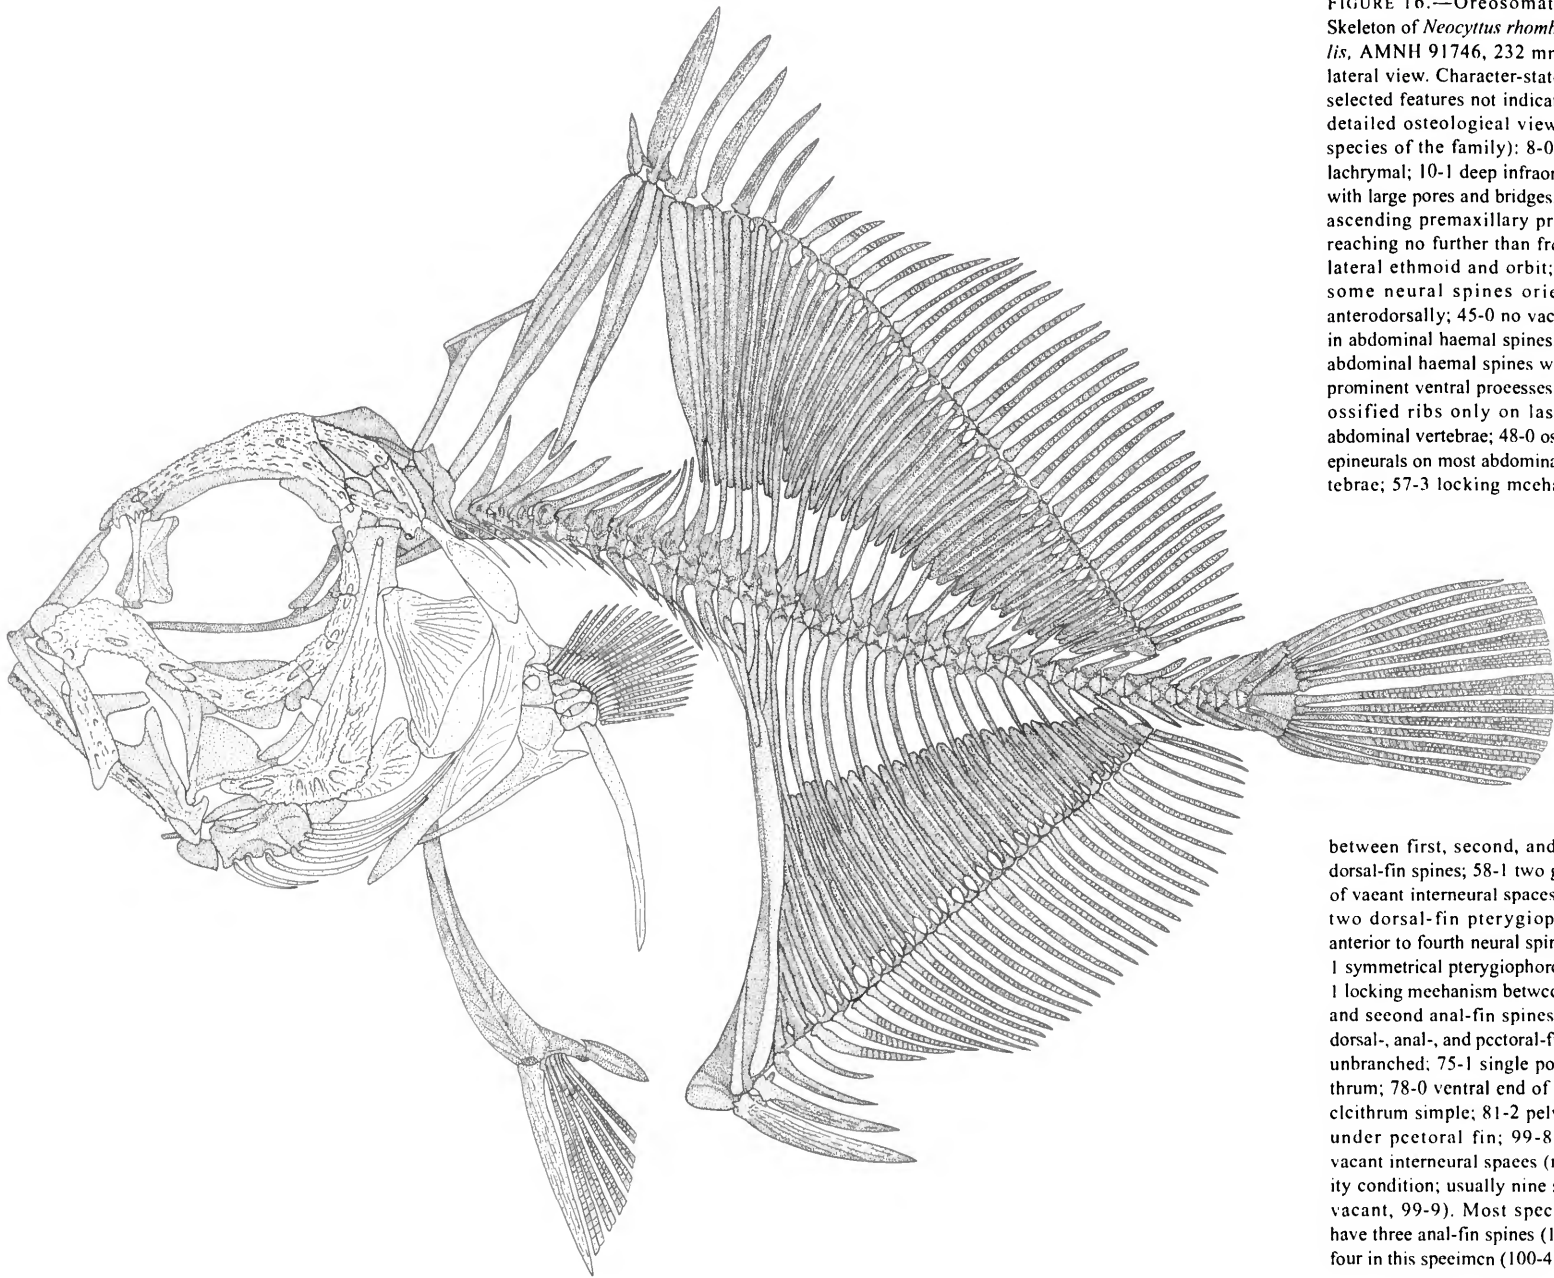 FIGURE 16.—Oreosomat
Skeleton of Neocyttus rhoml
lis, AMNH 91746, 232 mr
lateral view. Character-stat
selected features not indica
detailed osteological view
species of the family): 8-0
lachrymal; 10-1 deep infraor
with large pores and bridges
ascending premaxillary pr
reaching no further than fr
lateral ethmoid and orbit;
some neural spines orie
anterodorsally; 45-0 no vac
in abdominal haemal spines
abdominal haemal spines w
prominent ventral processes
ossified ribs only on las
abdominal vertebrae; 48-0 os
epineurals on most abdomina
tebrae; 57-3 locking mecha
between first, second, and
dorsal-fin spines; 58-1 two g
of vacant interneural spaces
two dorsal-fin pterygiop
anterior to fourth neural spin
1 symmetrical pterygiophore
1 locking mechanism betwee
and second anal-fin spines
dorsal-, anal-, and pectoral-f
unbranched; 75-1 single po
thrum; 78-0 ventral end of
cleithrum simple; 81-2 pelv
under pectoral fin; 99-8
vacant interneural spaces (r
ity condition; usually nine s
vacant, 99-9). Most spec
have three anal-fin spines (1
four in this specimen (100-4